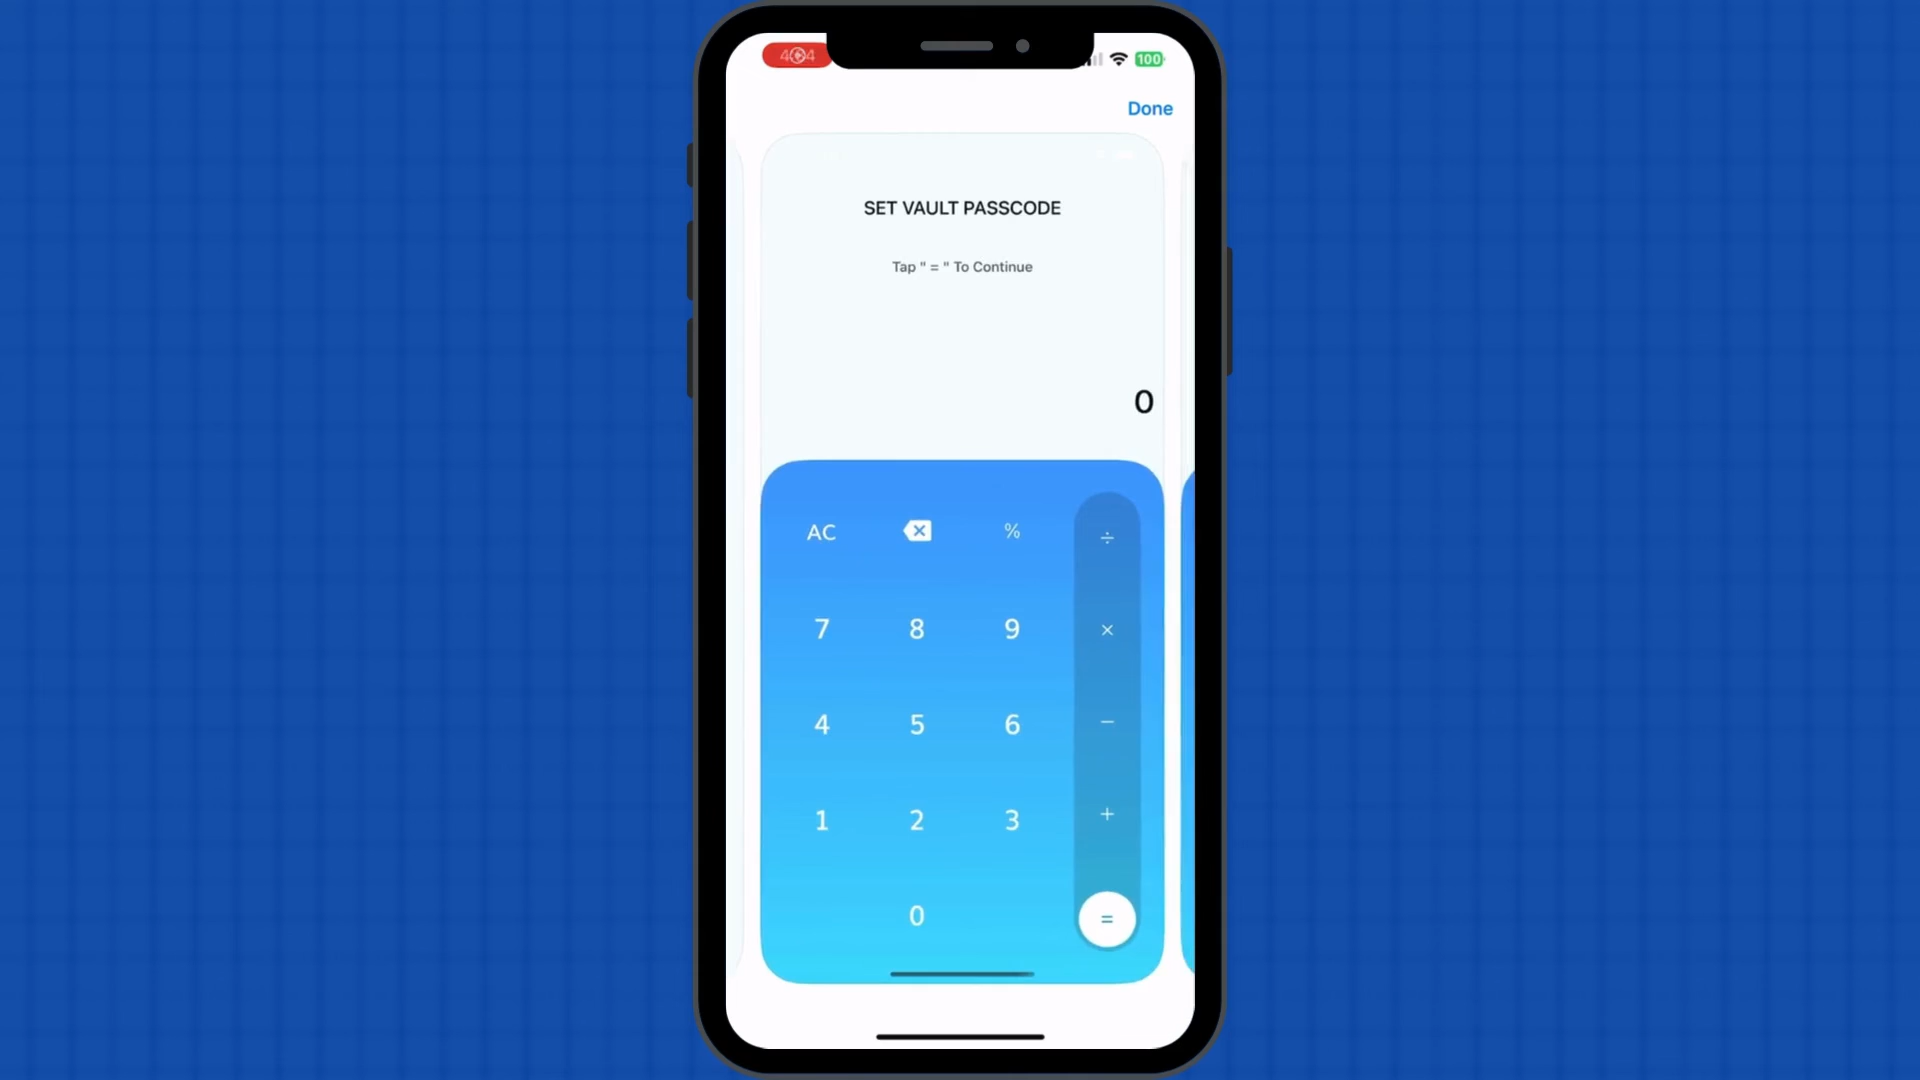 100
Done
SET VAULT PASSCODE
Tap " = " To Continue
0
AC % ÷
7 8 9 ×
4 5 6 −
1 2 3 +
0 =